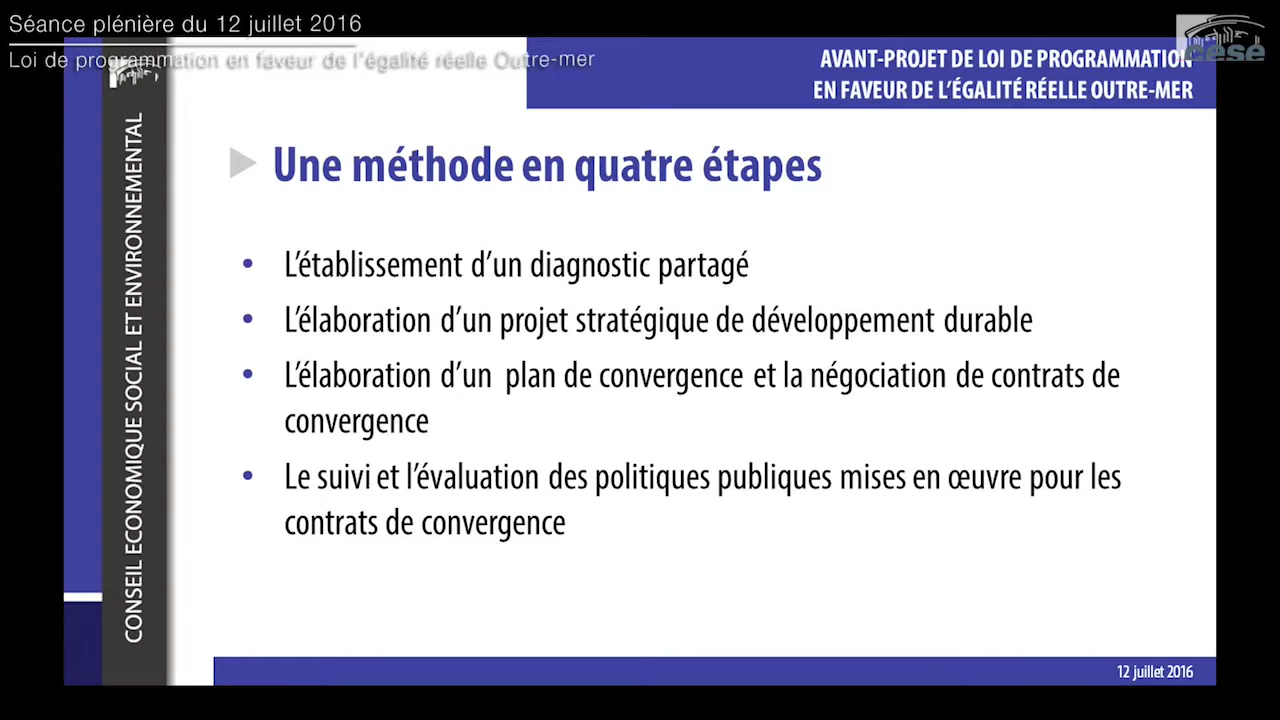 Séance plénière du 12 juillet 2016
Loi de programmation en faveur de l'égalité réelle Outre-mer
cese
AVANT-PROJET DE LOI DE PROGRAMMATION
EN FAVEUR DE L'ÉGALITÉ RÉELLE OUTRE-MER
CONSEIL ECONOMIQUE SOCIAL ET ENVIRONNEMENTAL
Une méthode en quatre étapes
• L'établissement d'un diagnostic partagé
• L'élaboration d'un projet stratégique de développement durable
• L'élaboration d'un plan de convergence et la négociation de contrats de
convergence
• Le suivi et l'évaluation des politiques publiques mises en œuvre pour les
contrats de convergence
12 juillet 2016